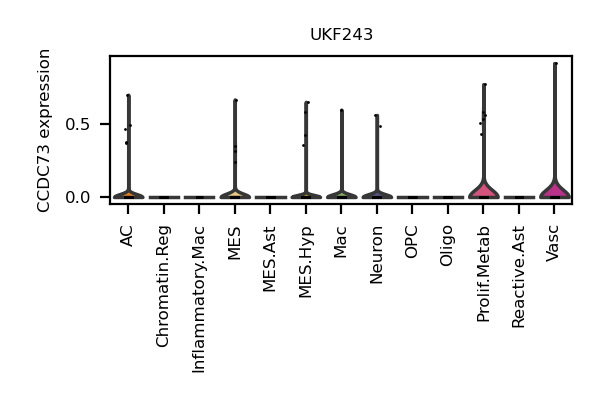 UKF243
CCDC73 expression
0.5
0.0
AC
Chromatin.Reg
Inflammatory.Mac
MES
MES.Ast
MES.Hyp
Mac
Neuron
OPC
Oligo
Prolif.Metab
Reactive.Ast
Vasc